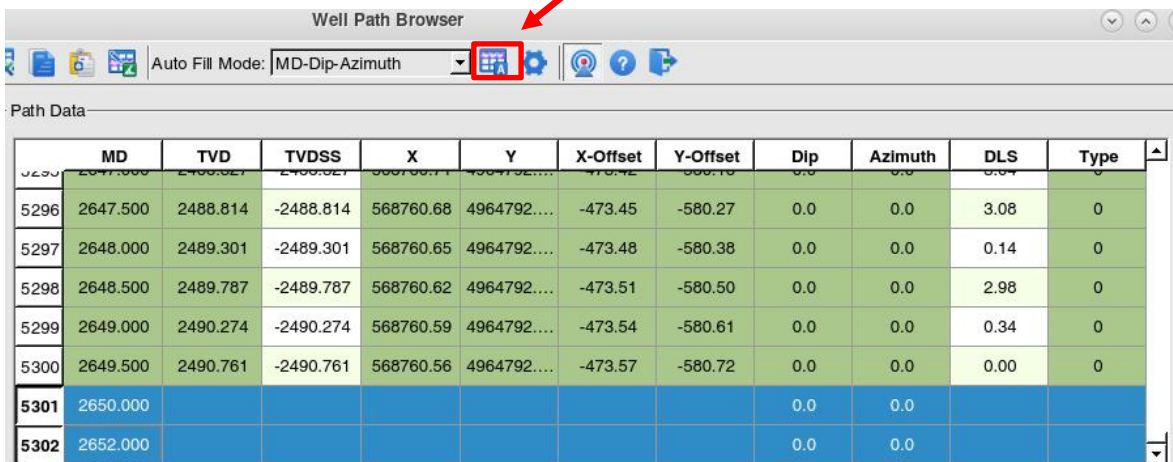 Well Path Browser
Auto Fill Mode: MD-Dip-Azimuth
Path Data
MD TVD TVDSS X Y X-Offset Y-Offset Dip Azimuth DLS Type
5296 2647.500 2488.814 -2488.814 568760.68 4964792.... -473.45 -580.27 0.0 0.0 3.08 0
5297 2648.000 2489.301 -2489.301 568760.65 4964792.... -473.48 -580.38 0.0 0.0 0.14 0
5298 2648.500 2489.787 -2489.787 568760.62 4964792.... -473.51 -580.50 0.0 0.0 2.98 0
5299 2649.000 2490.274 -2490.274 568760.59 4964792.... -473.54 -580.61 0.0 0.0 0.34 0
5300 2649.500 2490.761 -2490.761 568760.56 4964792.... -473.57 -580.72 0.0 0.0 0.00 0
5301 2650.000 0.0 0.0
5302 2652.000 0.0 0.0